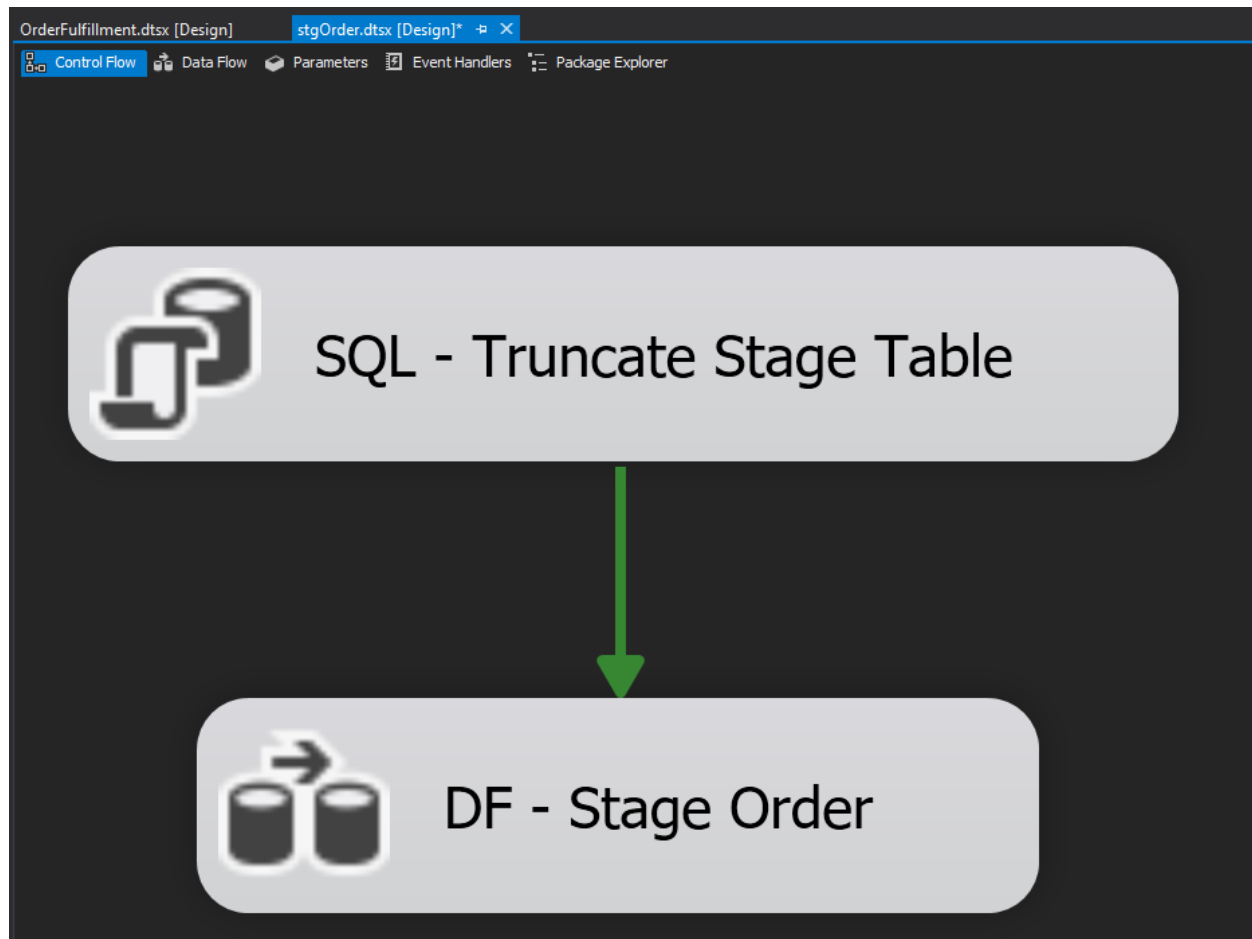 OrderFulfillment.dtsx [Design] stgOrder.dtsx [Design]*
Control Flow Data Flow Parameters Event Handlers Package Explorer
SQL - Truncate Stage Table
DF - Stage Order